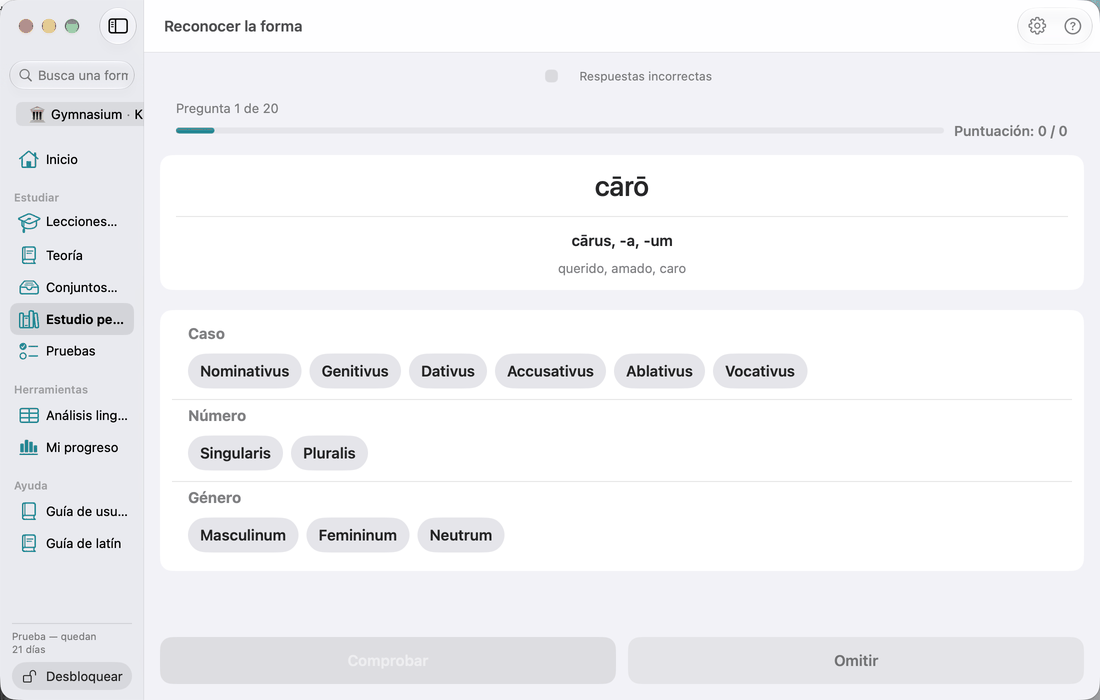 Reconocer la forma
Busca una forn
Gymnasium · K
Inicio
Estudiar
Lecciones...
Teoría
Conjuntos...
Estudio pe...
Pruebas
Herramientas
Análisis ling...
Mi progreso
Ayuda
Guía de usu...
Guía de latín
Prueba — quedan
21 días
Desbloquear
Respuestas incorrectas
Pregunta 1 de 20
Puntuación: 0 / 0
cārō
cārus, -a, -um
querido, amado, caro
Caso
Nominativus Genitivus Dativus Accusativus Ablativus Vocativus
Número
Singularis Pluralis
Género
Masculinum Femininum Neutrum
Comprobar Omitir